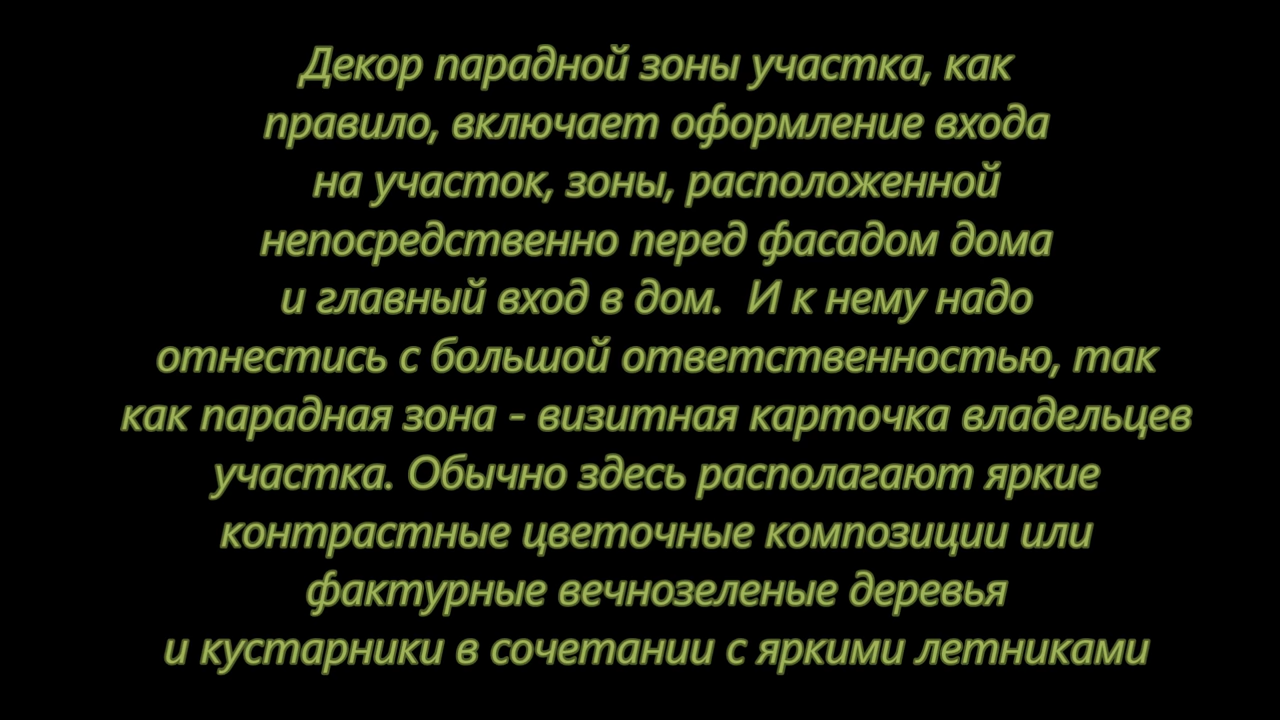 Декор парадной зоны участка, как
правило, включает оформление входа
на участок, зоны, расположенной
непосредственно перед фасадом дома
и главный вход в дом.  И к нему надо
отнестись с большой ответственностью, так
как парадная зона - визитная карточка владельцев
участка. Обычно здесь располагают яркие
контрастные цветочные композиции или
фактурные вечнозеленые деревья
и кустарники в сочетании с яркими летниками